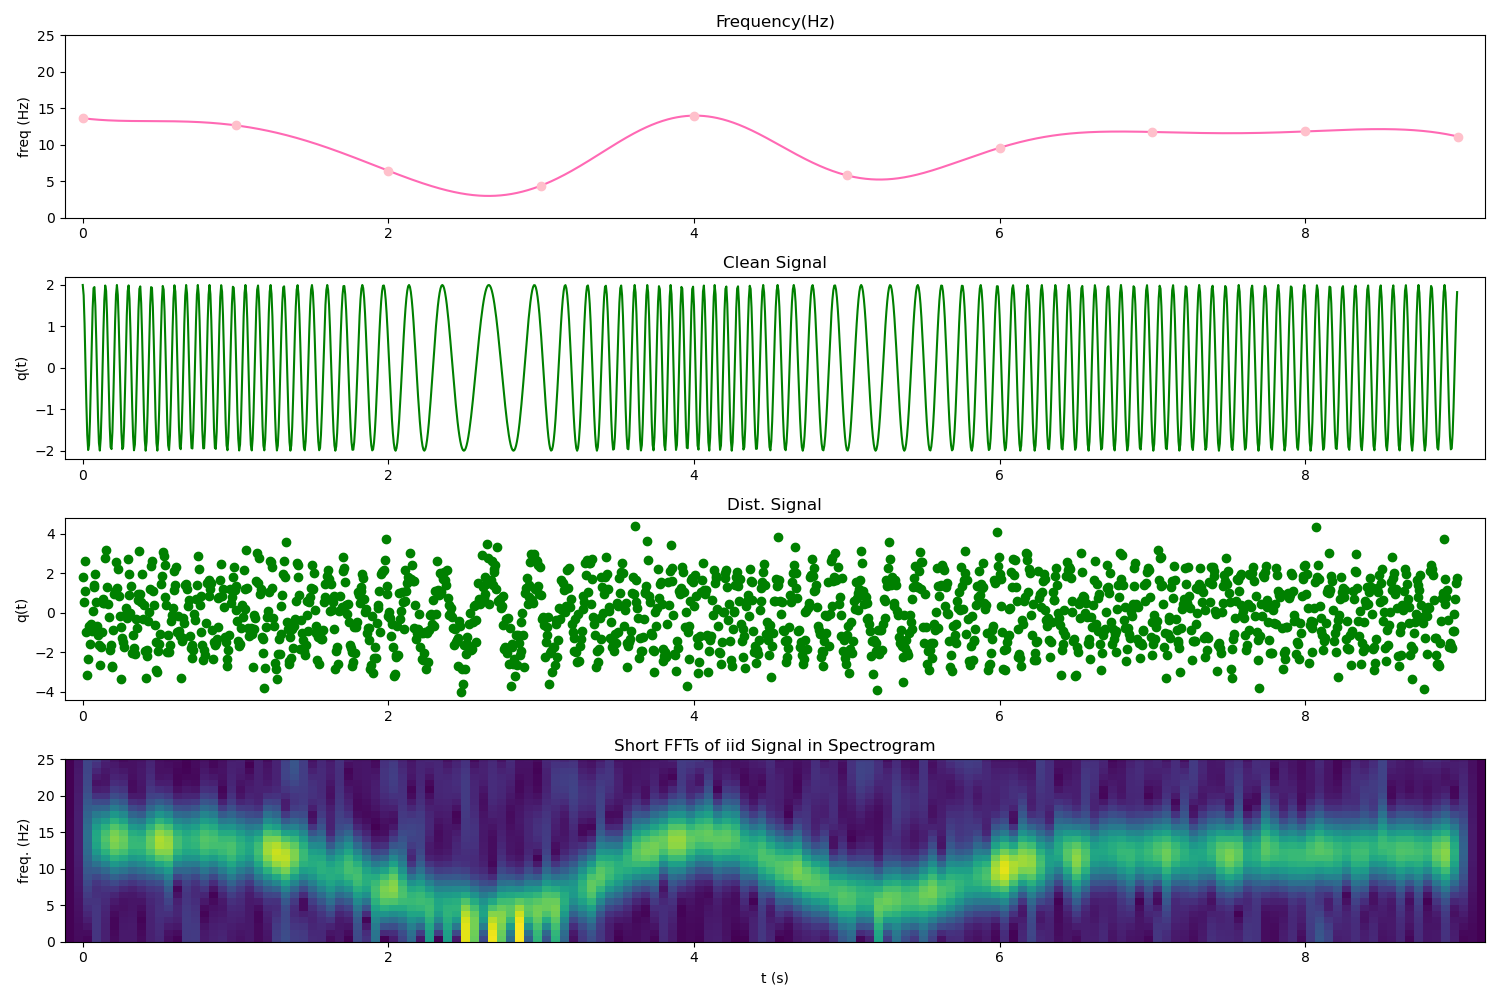 Frequency(Hz)
freq (Hz)
25
20
15
10
5
0
0 2 4 6 8
Clean Signal
q(t)
2
1
0
−1
−2
0 2 4 6 8
Dist. Signal
q(t)
4
2
0
−2
−4
0 2 4 6 8
Short FFTs of iid Signal in Spectrogram
freq. (Hz)
25
20
15
10
5
0
0 2 4 6 8
t (s)